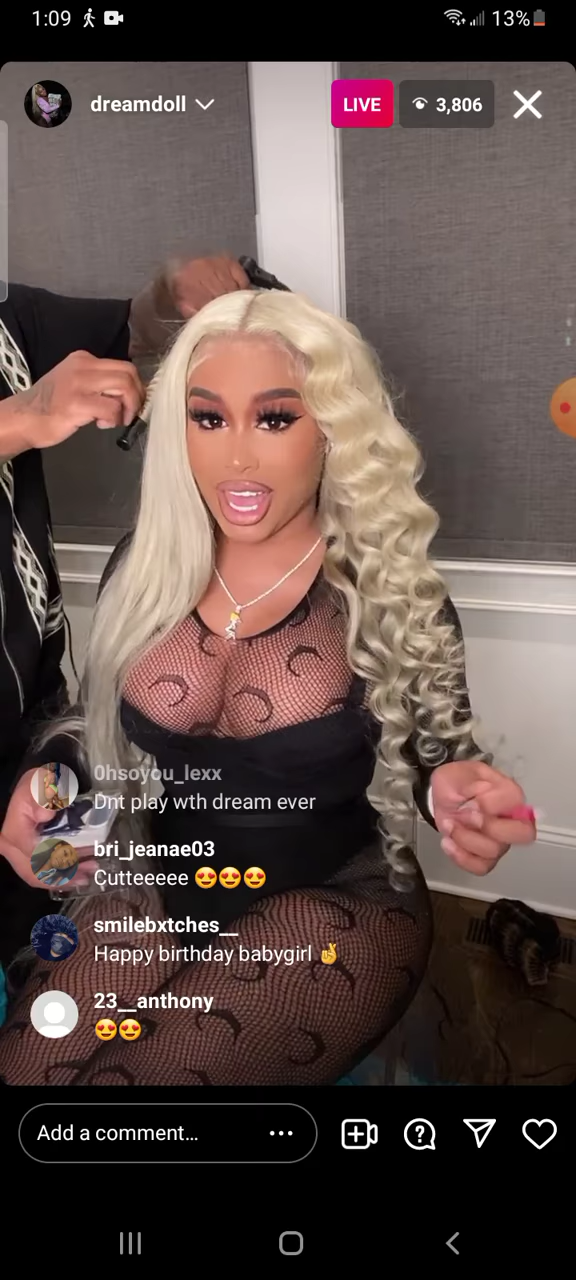 1:09
13%
dreamdoll
LIVE
3,806
0hsoyou_lexx
Dnt play wth dream ever
bri_jeanae03
Cutteeeee 😍😍😍
smilebxtches__
Happy birthday babygirl ✌️
23__anthony
😍😍
Add a comment...